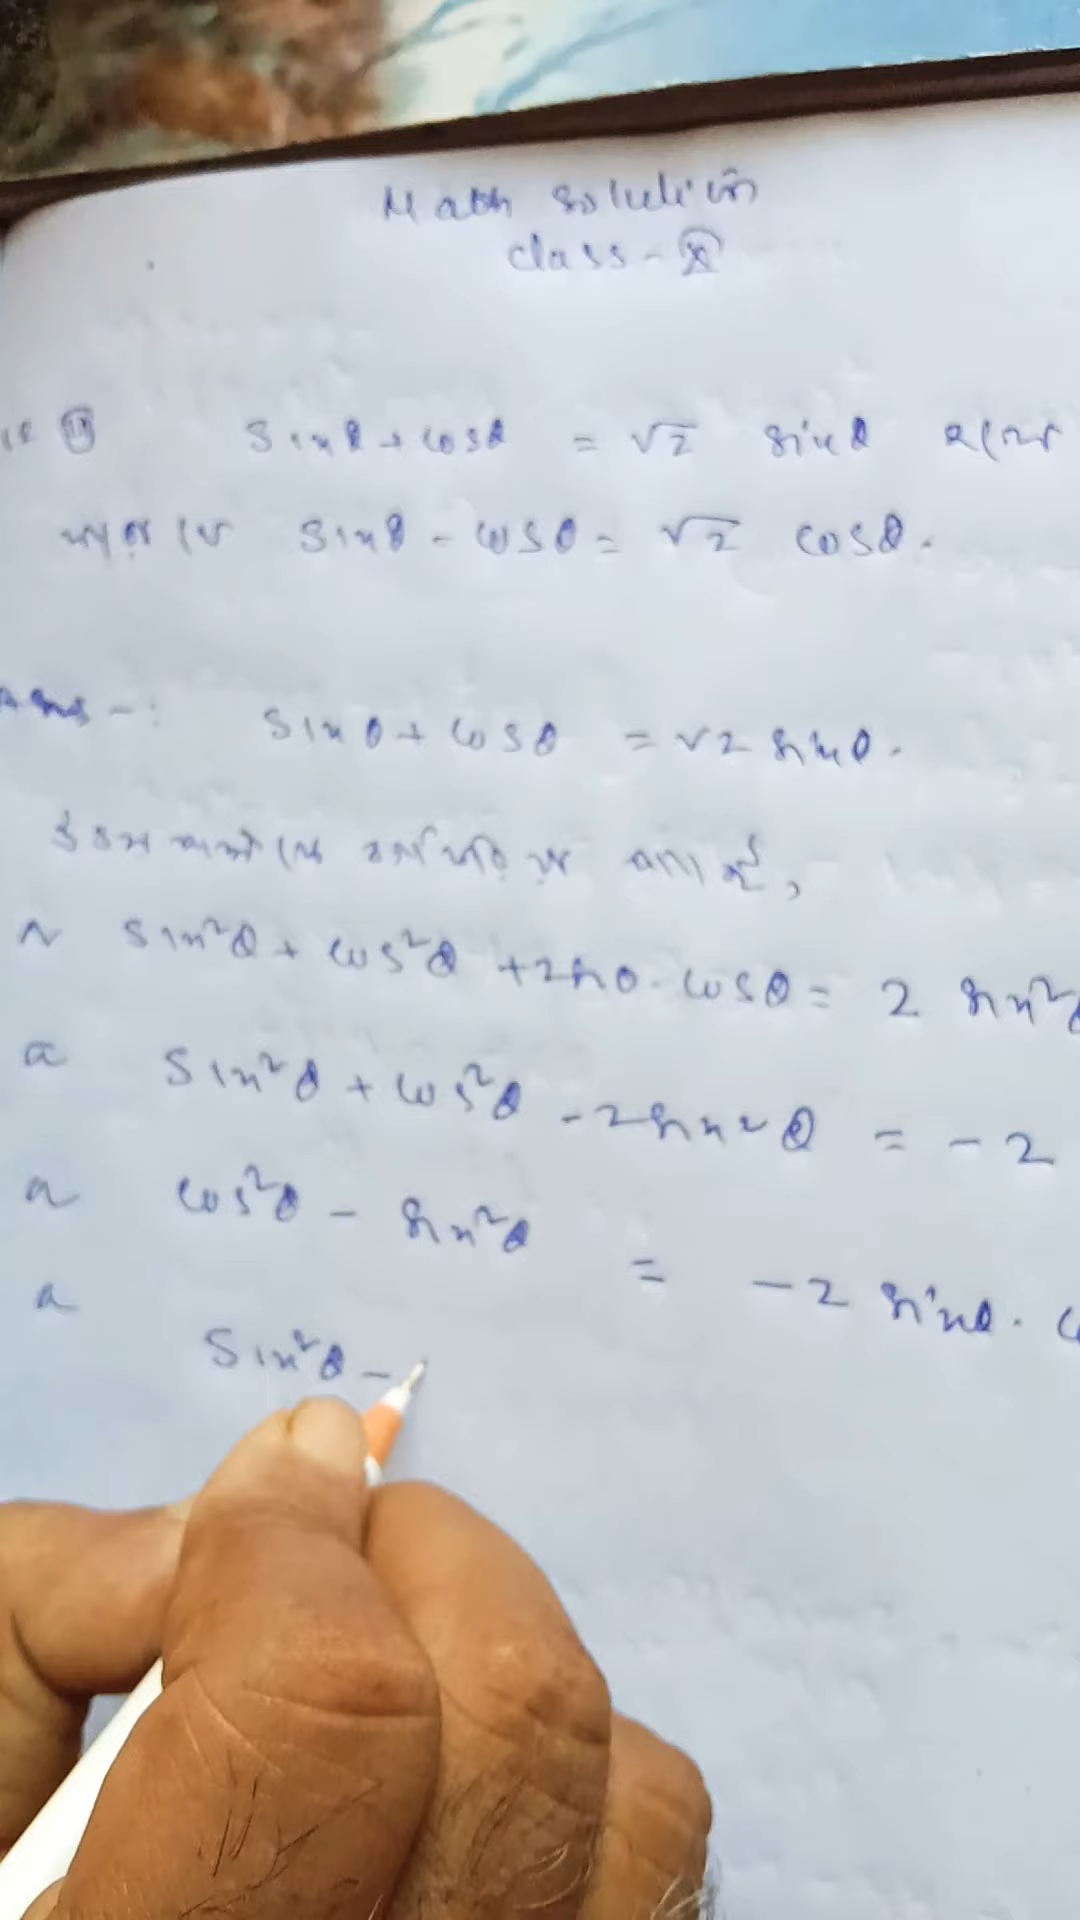 Math solution
class - X
sinθ + cosθ = √2 sinθ
sinθ - cosθ = √2 cosθ.
Ans -: sinθ + cosθ = √2 sinθ.
sin²θ + cos²θ + 2sinθ. cosθ = 2 sin²θ
a sin²θ + cos²θ - 2sin²θ = - 2
a cos²θ - sin²θ = - 2 sinθ.
a sin²θ -